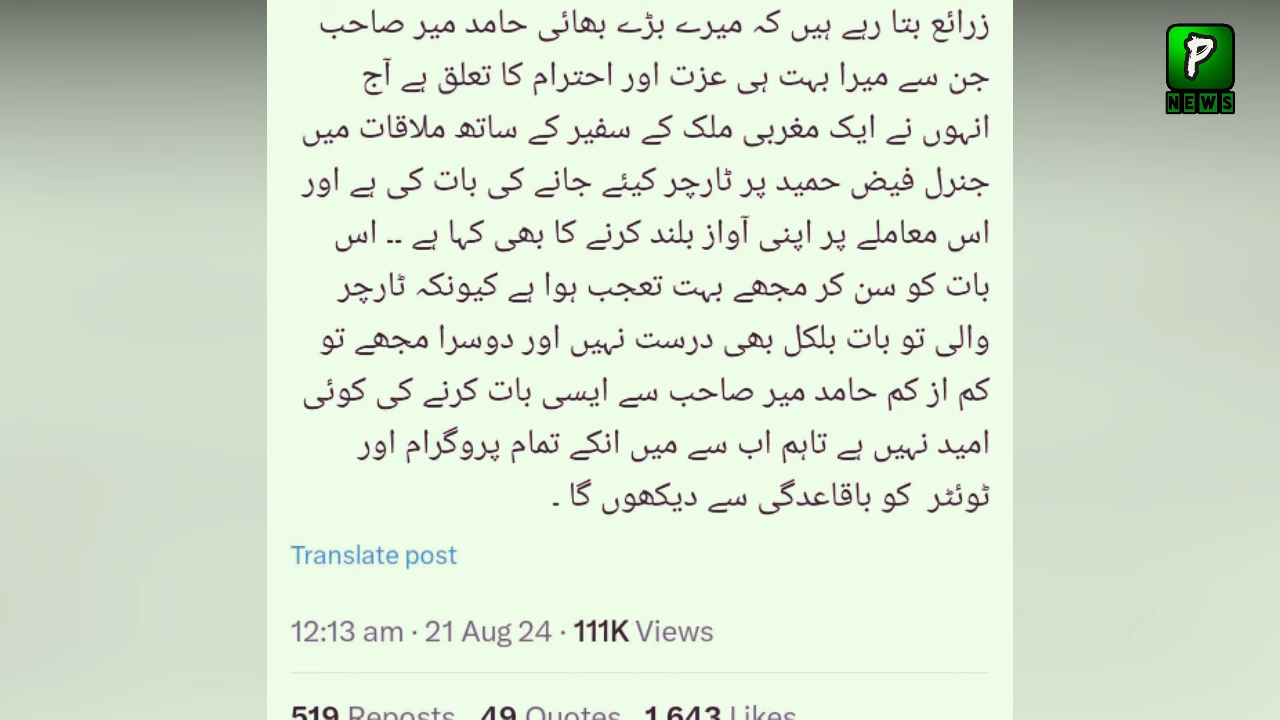 زرائع بتا رہے ہیں کہ میرے بڑے بھائی حامد میر صاحب
جن سے میرا بہت ہی عزت اور احترام کا تعلق ہے آج
انہوں نے ایک مغربی ملک کے سفیر کے ساتھ ملاقات میں
جنرل فیض حمید پر ٹارچر کیئے جانے کی بات کی ہے اور
اس معاملے پر اپنی آواز بلند کرنے کا بھی کہا ہے ۔۔ اس
بات کو سن کر مجھے بہت تعجب ہوا ہے کیونکہ ٹارچر
والی تو بات بلکل بھی درست نہیں اور دوسرا مجھے تو
کم از کم حامد میر صاحب سے ایسی بات کرنے کی کوئی
امید نہیں ہے تاہم اب سے میں انکے تمام پروگرام اور
ٹوئٹر کو باقاعدگی سے دیکھوں گا ۔
Translate post
12:13 am · 21 Aug 24 · 111K Views
519 Reposts 49 Quotes 1,643 Likes
P
NEWS